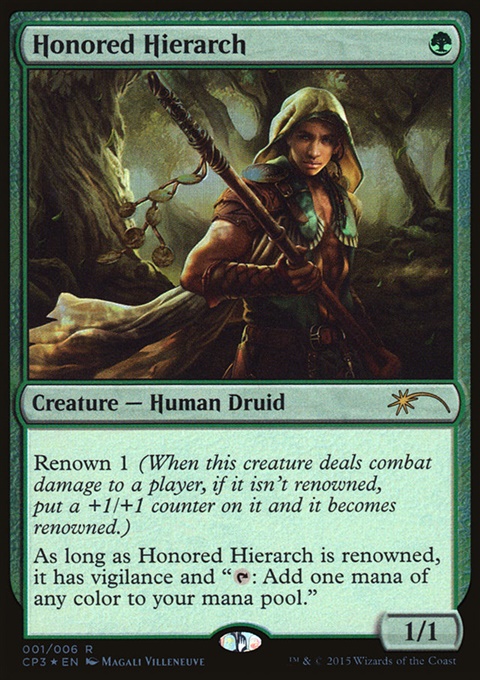 Honored Hierarch
Creature — Human Druid
Renown 1 (When this creature deals combat
damage to a player, if it isn't renowned,
put a +1/+1 counter on it and it becomes
renowned.)
As long as Honored Hierarch is renowned,
it has vigilance and “: Add one mana of
any color to your mana pool.”
1/1
001/006 R
CP3 ★ EN Magali Villeneuve
™ & © 2015 Wizards of the Coast